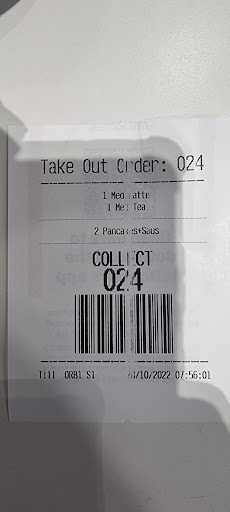 Take Out Order: 024
1 Med Latte
1 Med Tea
2 Pancakes+Saus
COLLECT
024
Till ORB1 S1 /10/2022 07:56:01